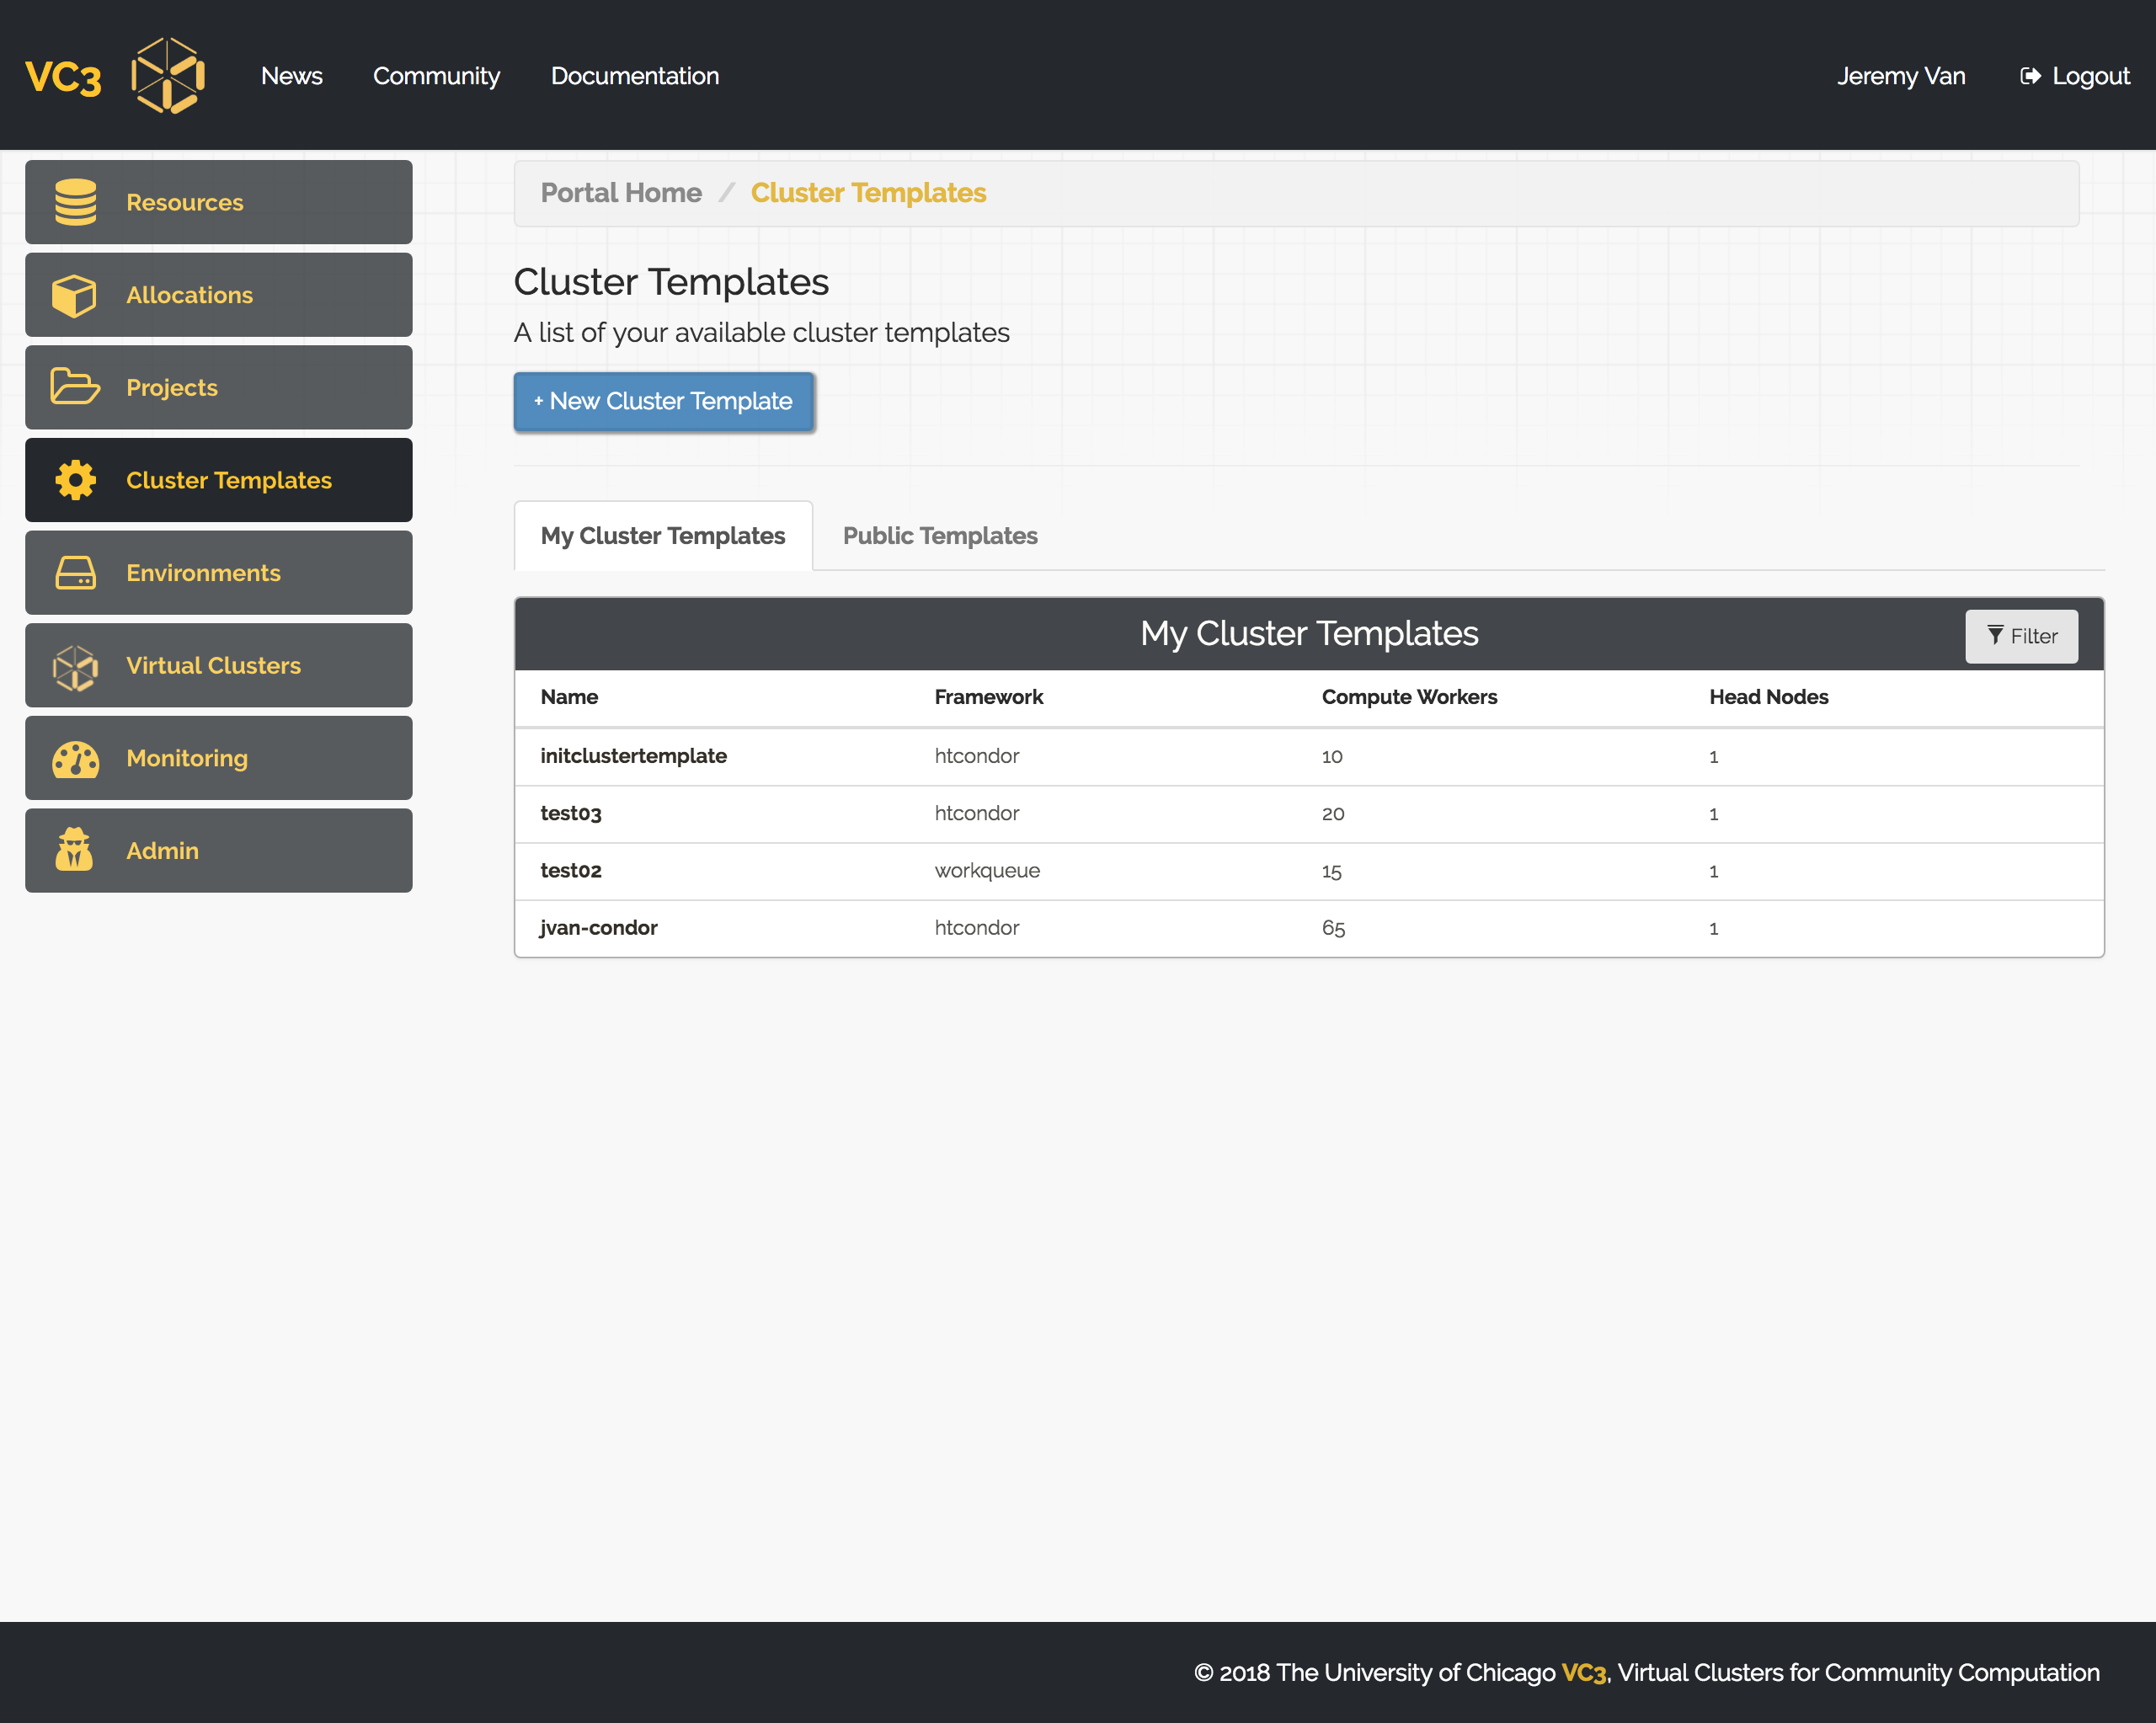 VC3 News Community Documentation Jeremy Van Logout
Resources
Allocations
Projects
Cluster Templates
Environments
Virtual Clusters
Monitoring
Admin
Portal Home / Cluster Templates
Cluster Templates
A list of your available cluster templates
+ New Cluster Template
My Cluster Templates Public Templates
My Cluster Templates Filter
Name Framework Compute Workers Head Nodes
initclustertemplate htcondor 10 1
test03 htcondor 20 1
test02 workqueue 15 1
jvan-condor htcondor 65 1
© 2018 The University of Chicago VC3, Virtual Clusters for Community Computation